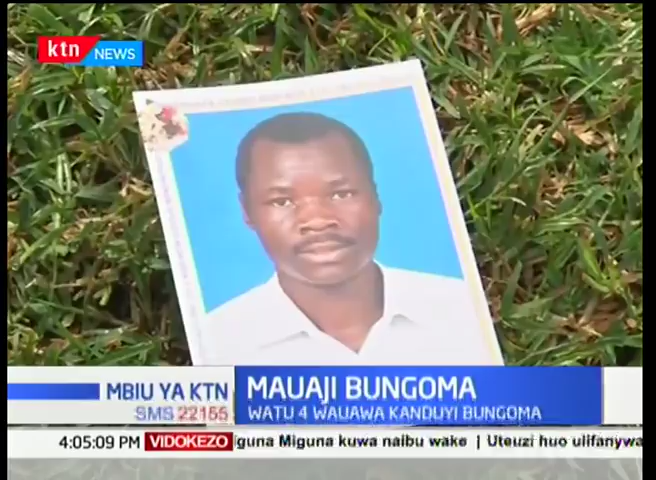 ktn NEWS
MBIU YA KTN
SMS 22155
MAUAJI BUNGOMA
WATU 4 WAUAWA KANDUYI BUNGOMA
4:05:09 PM VIDOKEZO guna Miguna kuwa naibu wake | Uteuzi huo ulifanywa